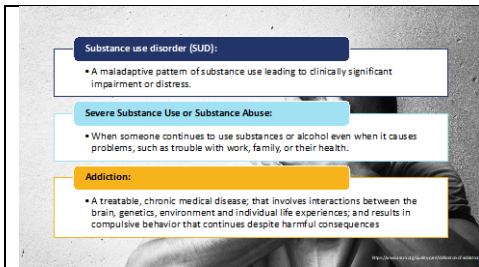 Substance use disorder (SUD):
• A maladaptive pattern of substance use leading to clinically significant
impairment or distress.
Severe Substance Use or Substance Abuse:
• When someone continues to use substances or alcohol even when it causes
problems, such as trouble with work, family, or their health.
Addiction:
• A treatable, chronic medical disease; that involves interactions between the
brain, genetics, environment and individual life experiences; and results in
compulsive behavior that continues despite harmful consequences